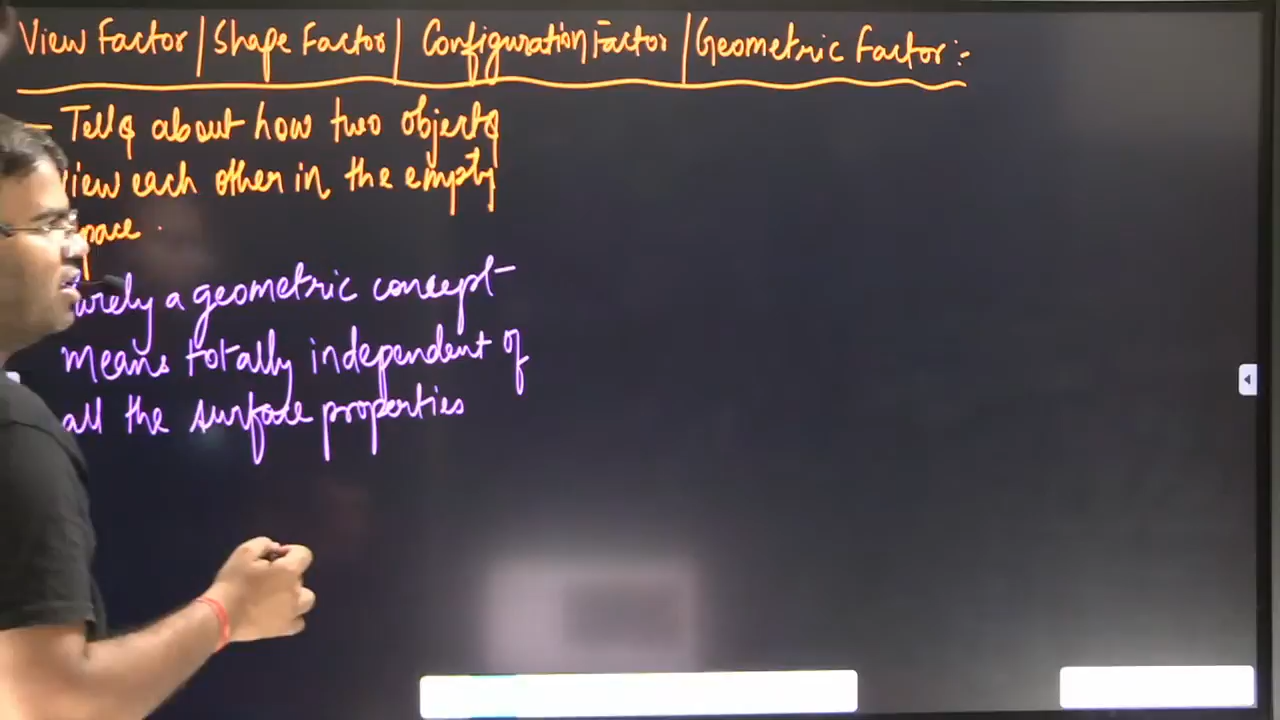 View Factor | Shape Factor | Configuration Factor | Geometric Factor :-
- Tells about how two objects
view each other in the empty
space.
Purely a geometric concept
means totally independent of
all the surface properties